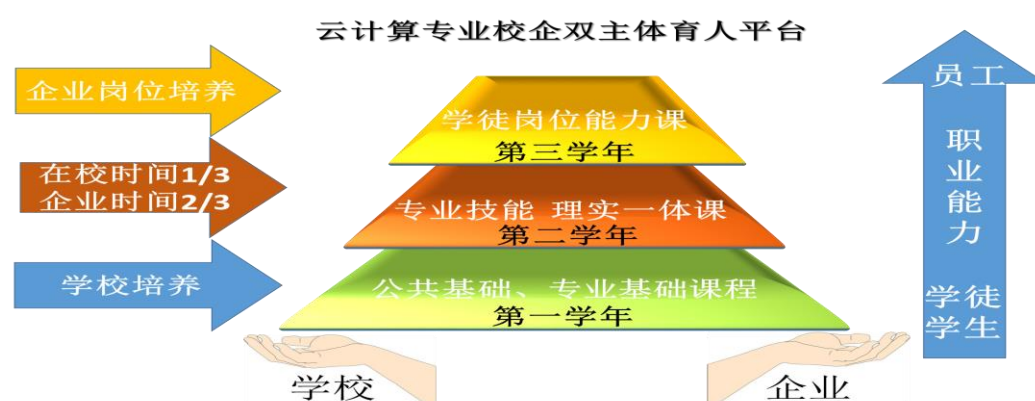 云计算专业校企双主体育人平台
企业岗位培养
学徒岗位能力课
第三学年
在校时间1/3
企业时间2/3
专业技能 理实一体课
第二学年
学校培养
公共基础、专业基础课程
第一学年
学校
企业
员工
职
业
能
力
学徒
学生